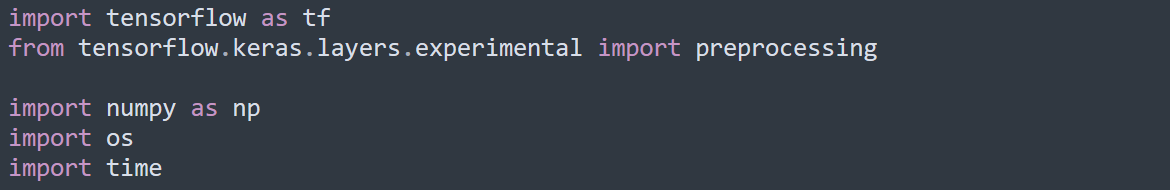 import tensorflow as tf
from tensorflow.keras.layers.experimental import preprocessing
import numpy as np
import os
import time